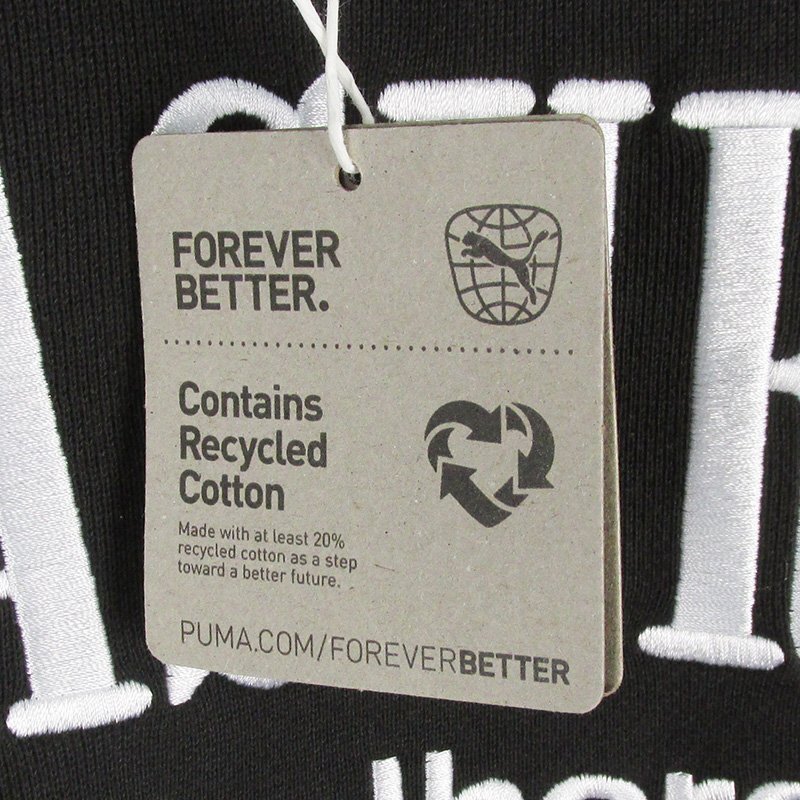 FOREVER
BETTER.
Contains
Recycled
Cotton
Made with at least 20%
recycled cotton as a step
toward a better future.
PUMA.COM/FOREVERBETTER